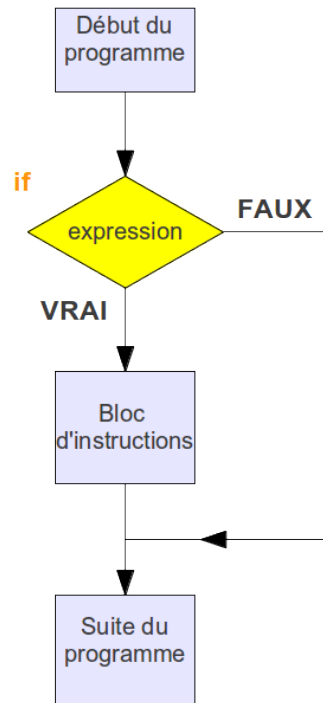 Début du
programme
if
expression
FAUX
VRAI
Bloc
d'instructions
Suite du
programme